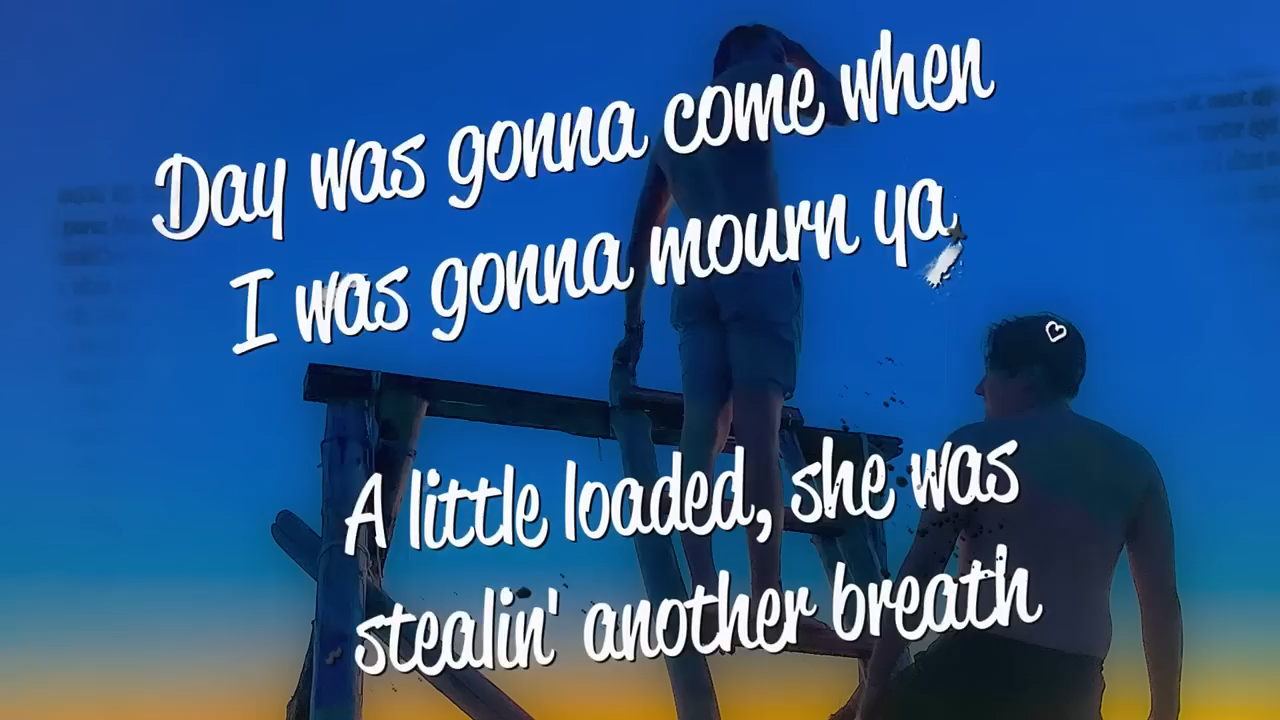 Day was gonna come when
I was gonna mourn ya
A little loaded, she was
stealin' another breath